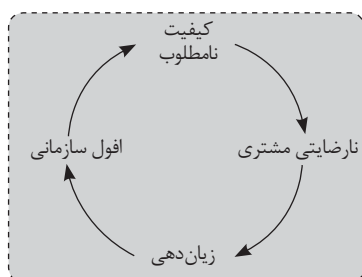 کیفیت
نامطلوب
نارضایتی مشتری
زیان‌دهی
افول سازمانی